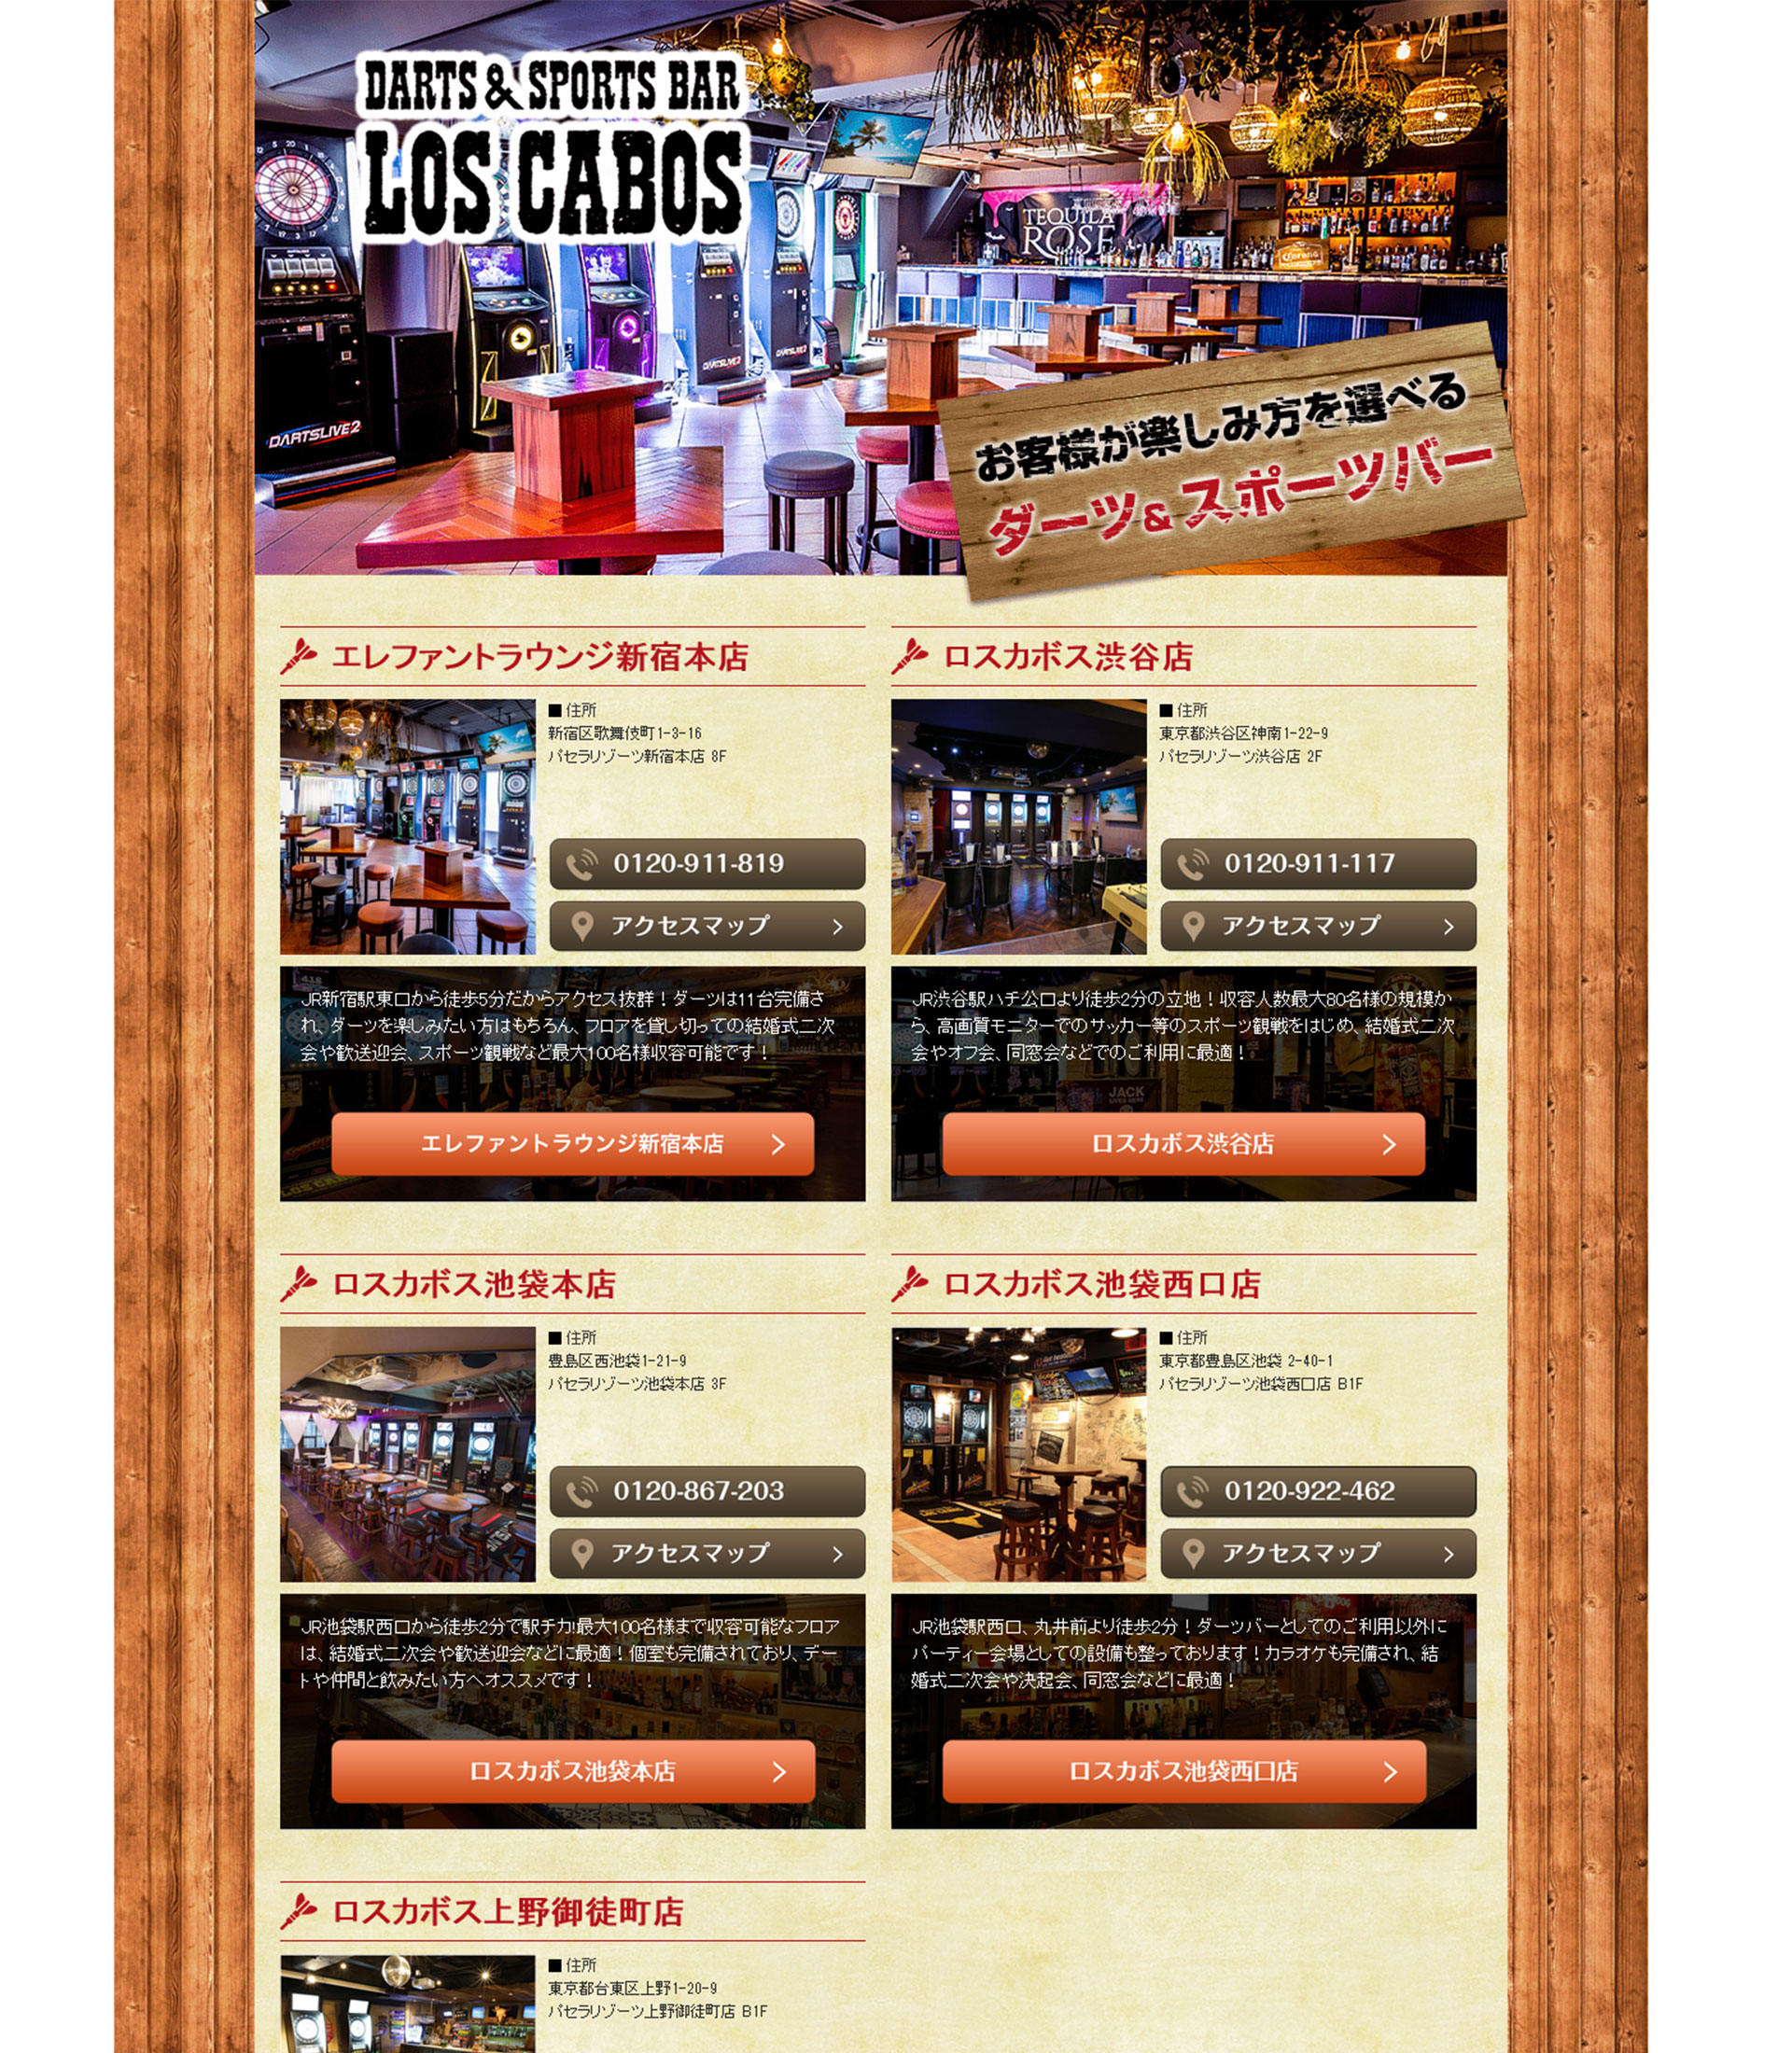 DARTS & SPORTS BAR
LOS CABOS
TEQUILA
ROSE
Corona
DARTSLIVE2
DARTSLIVE2
DARTSLIVE2
お客様が楽しみ方を選べる
ダーツ&スポーツバー
エレファントラウンジ新宿本店
■ 住所
新宿区歌舞伎町1-3-16
パセラリゾーツ新宿本店 8F
0120-911-819
アクセスマップ
JR新宿駅東口から徒歩5分だからアクセス抜群！ダーツは11台完備さ
れ、ダーツを楽しみたい方はもちろん、フロアを貸し切っての結婚式二次
会や歓送迎会、スポーツ観戦など最大100名様収容可能です！
エレファントラウンジ新宿本店
ロスカボス渋谷店
■ 住所
東京都渋谷区神南1-22-9
パセラリゾーツ渋谷店 2F
0120-911-117
アクセスマップ
JR渋谷駅ハチ公口より徒歩2分の立地！収容人数最大80名様の規模か
ら、高画質モニターでのサッカー等のスポーツ観戦をはじめ、結婚式二次
会やオフ会、同窓会などでのご利用に最適！
JACK
ロスカボス渋谷店
ロスカボス池袋本店
■ 住所
豊島区西池袋1-21-9
パセラリゾーツ池袋本店 3F
0120-867-203
アクセスマップ
JR池袋駅西口から徒歩2分で駅チカ!最大100名様まで収容可能なフロア
は、結婚式二次会や歓送迎会などに最適！個室も完備されており、デー
トや仲間と飲みたい方へオススメです！
ロスカボス池袋本店
ロスカボス池袋西口店
■ 住所
東京都豊島区池袋 2-40-1
パセラリゾーツ池袋西口店 B1F
0120-922-462
アクセスマップ
JR池袋駅西口、丸井前より徒歩2分！ダーツバーとしてのご利用以外に
パーティー会場としての設備も整っております！カラオケも完備され、結
婚式二次会や決起会、同窓会などに最適！
ロスカボス池袋西口店
ロスカボス上野御徒町店
■ 住所
東京都台東区上野1-20-9
パセラリゾーツ上野御徒町店 B1F